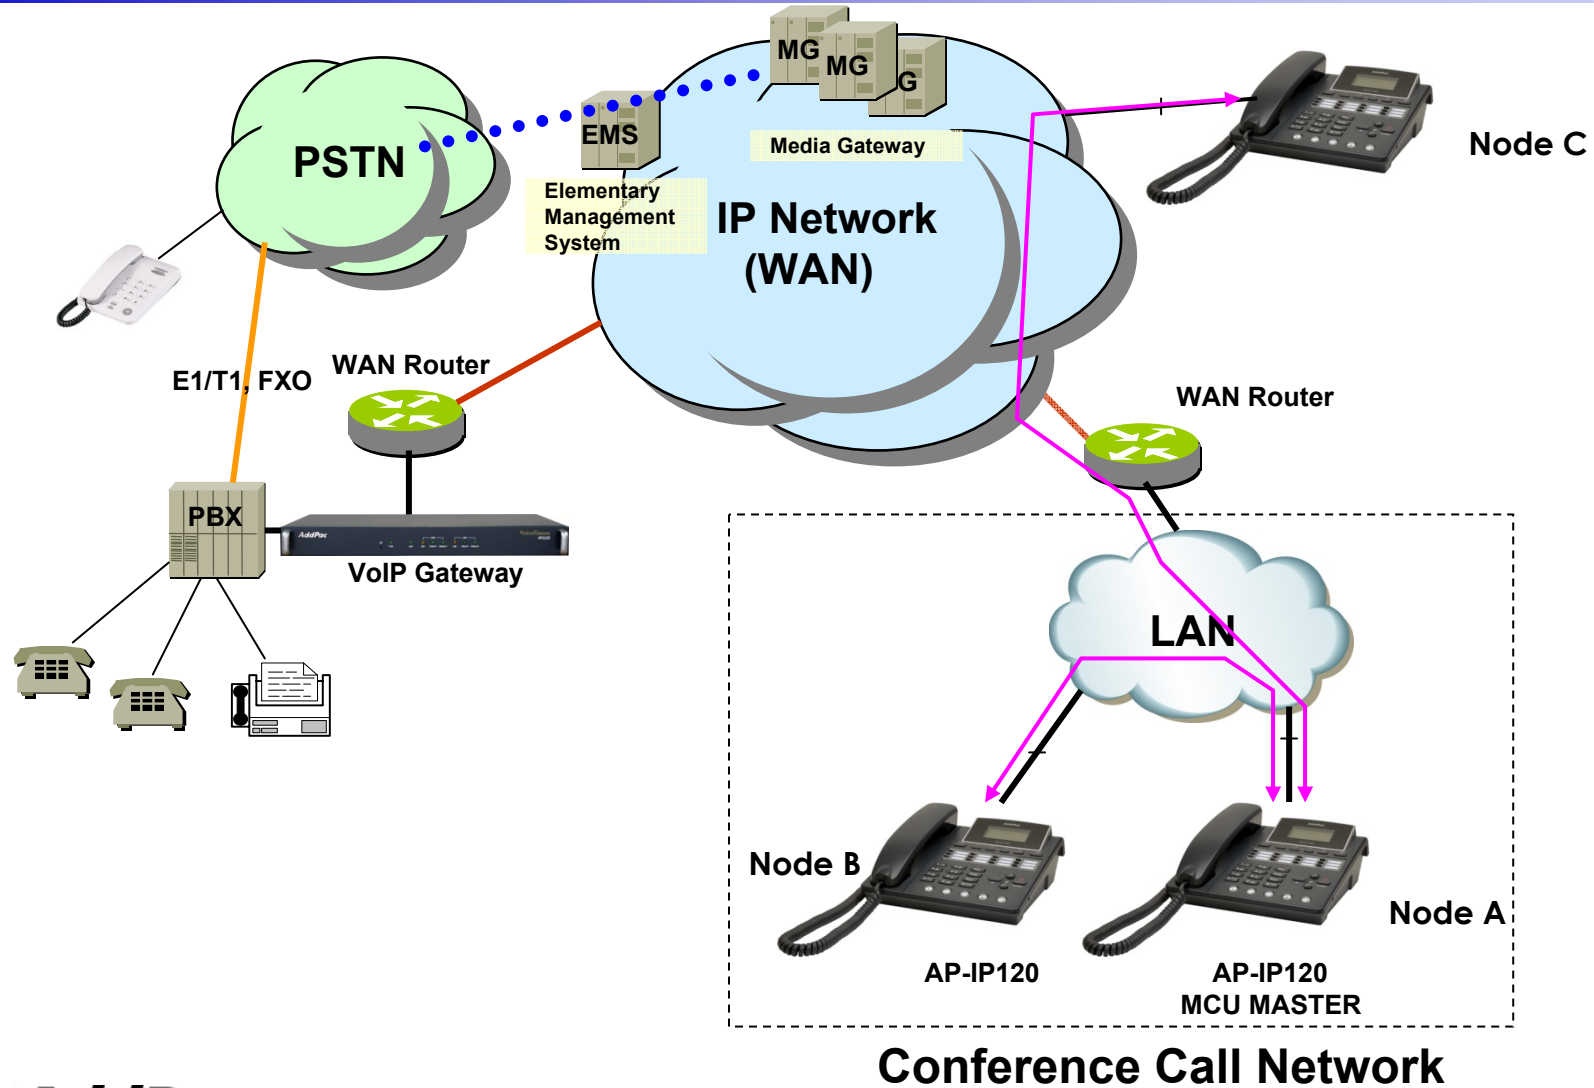 MG
MG
G
EMS
PSTN
Media Gateway
Node C
Elementary
Management
System
IP Network
(WAN)
WAN Router
E1/T1, FXO
WAN Router
PBX
AddPac
VoIP Gateway
LAN
Node B
Node A
AP-IP120
AP-IP120
MCU MASTER
Conference Call Network